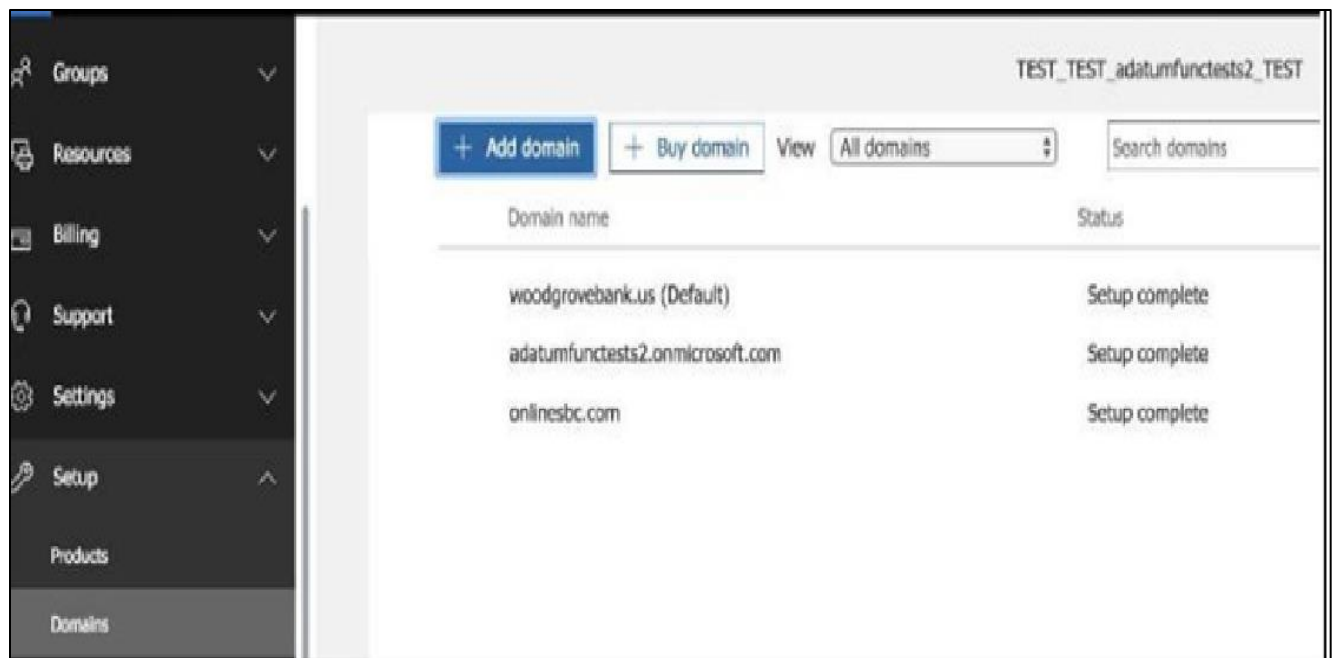 TEST_TEST_adatumfunctests2_TEST
Groups
Resources
Billing
Support
Settings
Setup
Products
Domains
+ Add domain
+ Buy domain
View
All domains
Search domains
Domain name Status
woodgrovebank.us (Default) Setup complete
adatumfunctests2.onmicrosoft.com Setup complete
onlinesbc.com Setup complete